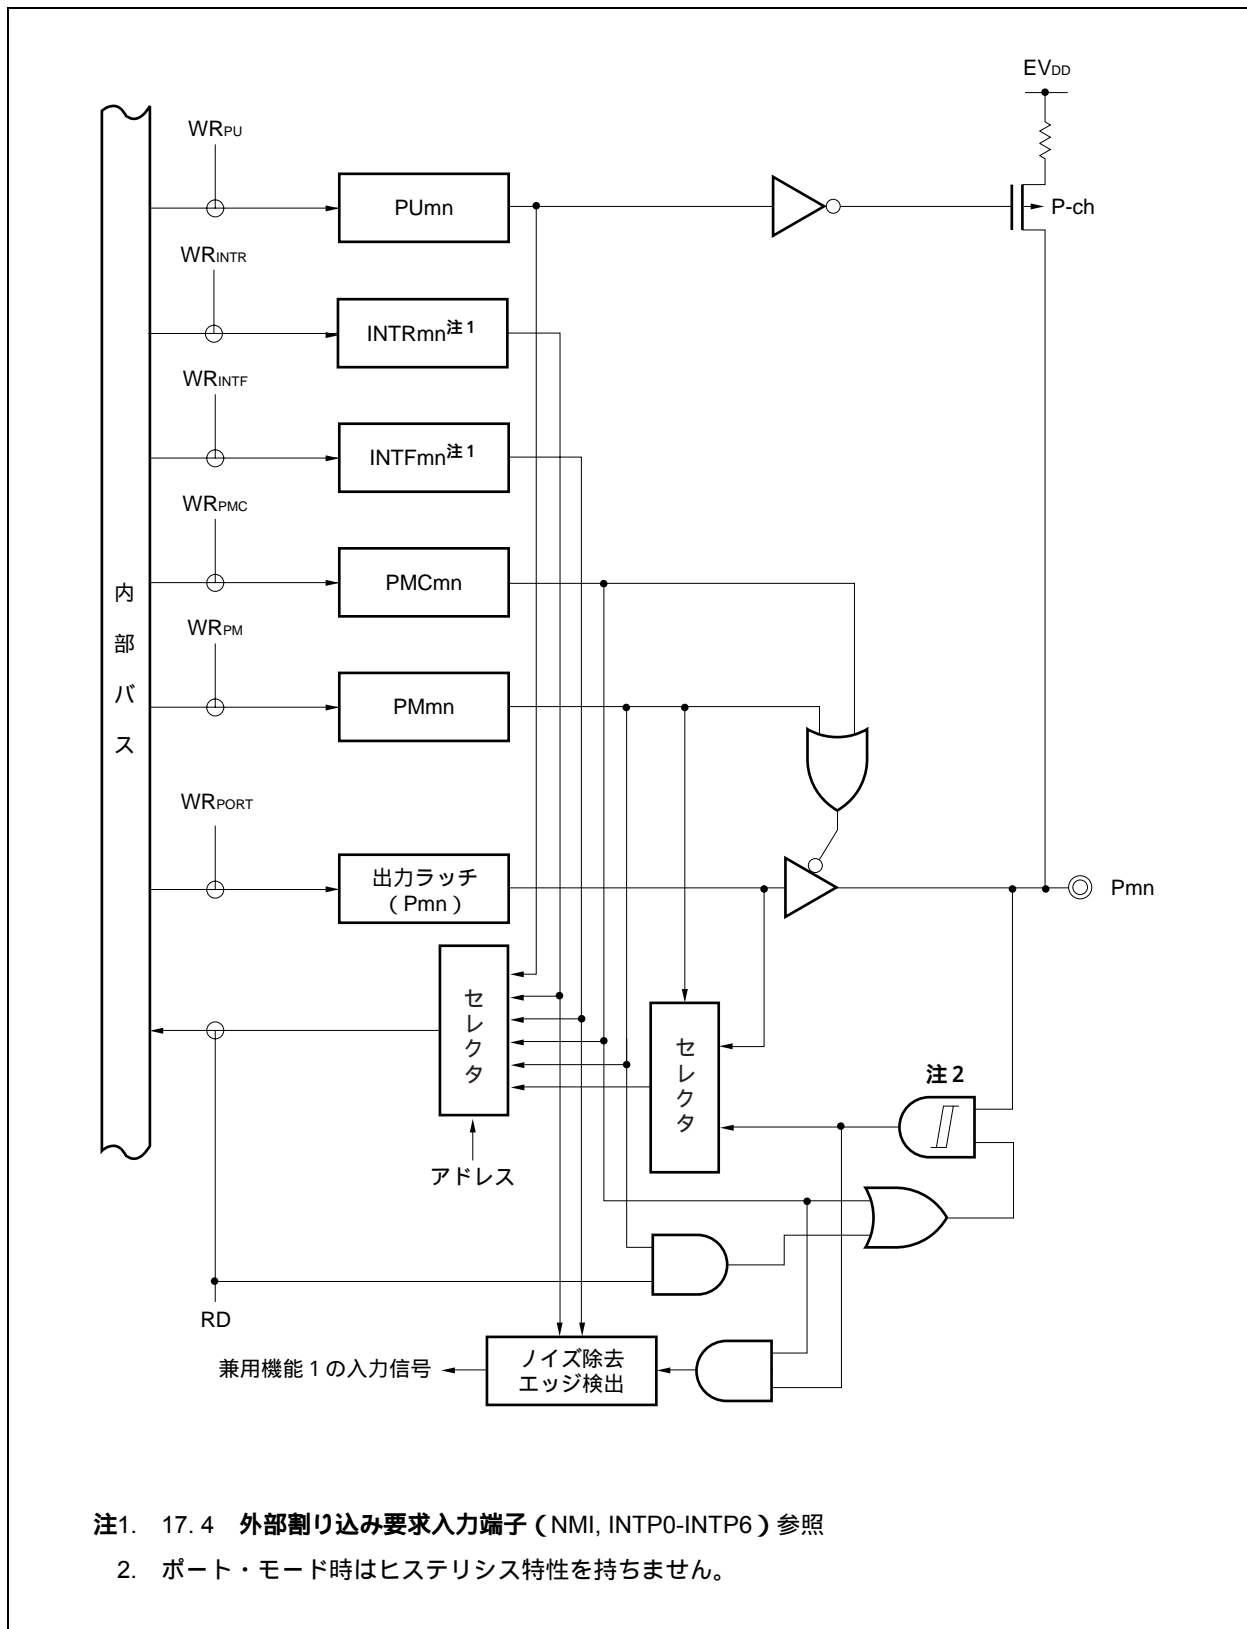 EVDD
WRPU
PUmn
P-ch
WRINTR
INTRmn注1
WRINTF
INTFmn注1
WRPMC
PMCmn
内部バス
WRPM
PMmn
WRPORT
出力ラッチ
（Pmn）
Pmn
セレクタ
セレクタ
注2
アドレス
RD
兼用機能1の入力信号
ノイズ除去
エッジ検出
注1. 17. 4 外部割り込み要求入力端子（NMI, INTP0-INTP6）参照
2. ポート・モード時はヒステリシス特性を持ちません。